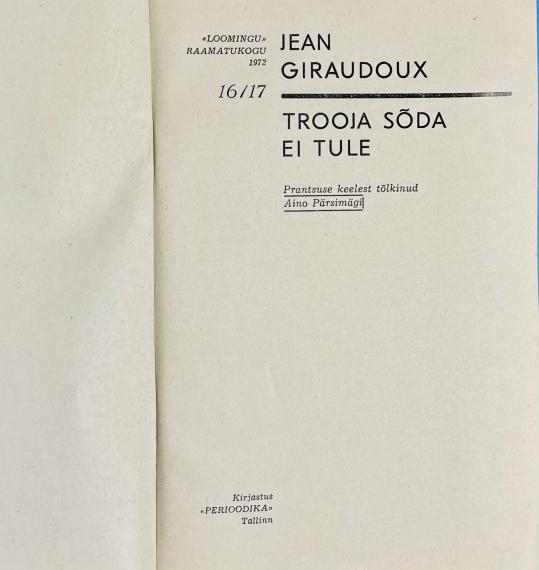 «LOOMINGU»
RAAMATUKOGU
1972
16/17
JEAN
GIRAUDOUX
TROOJA SÕDA
EI TULE
Prantsuse keelest tõlkinud
Aino Pärsimägi
Kirjastus
«PERIOODIKA»
Tallinn